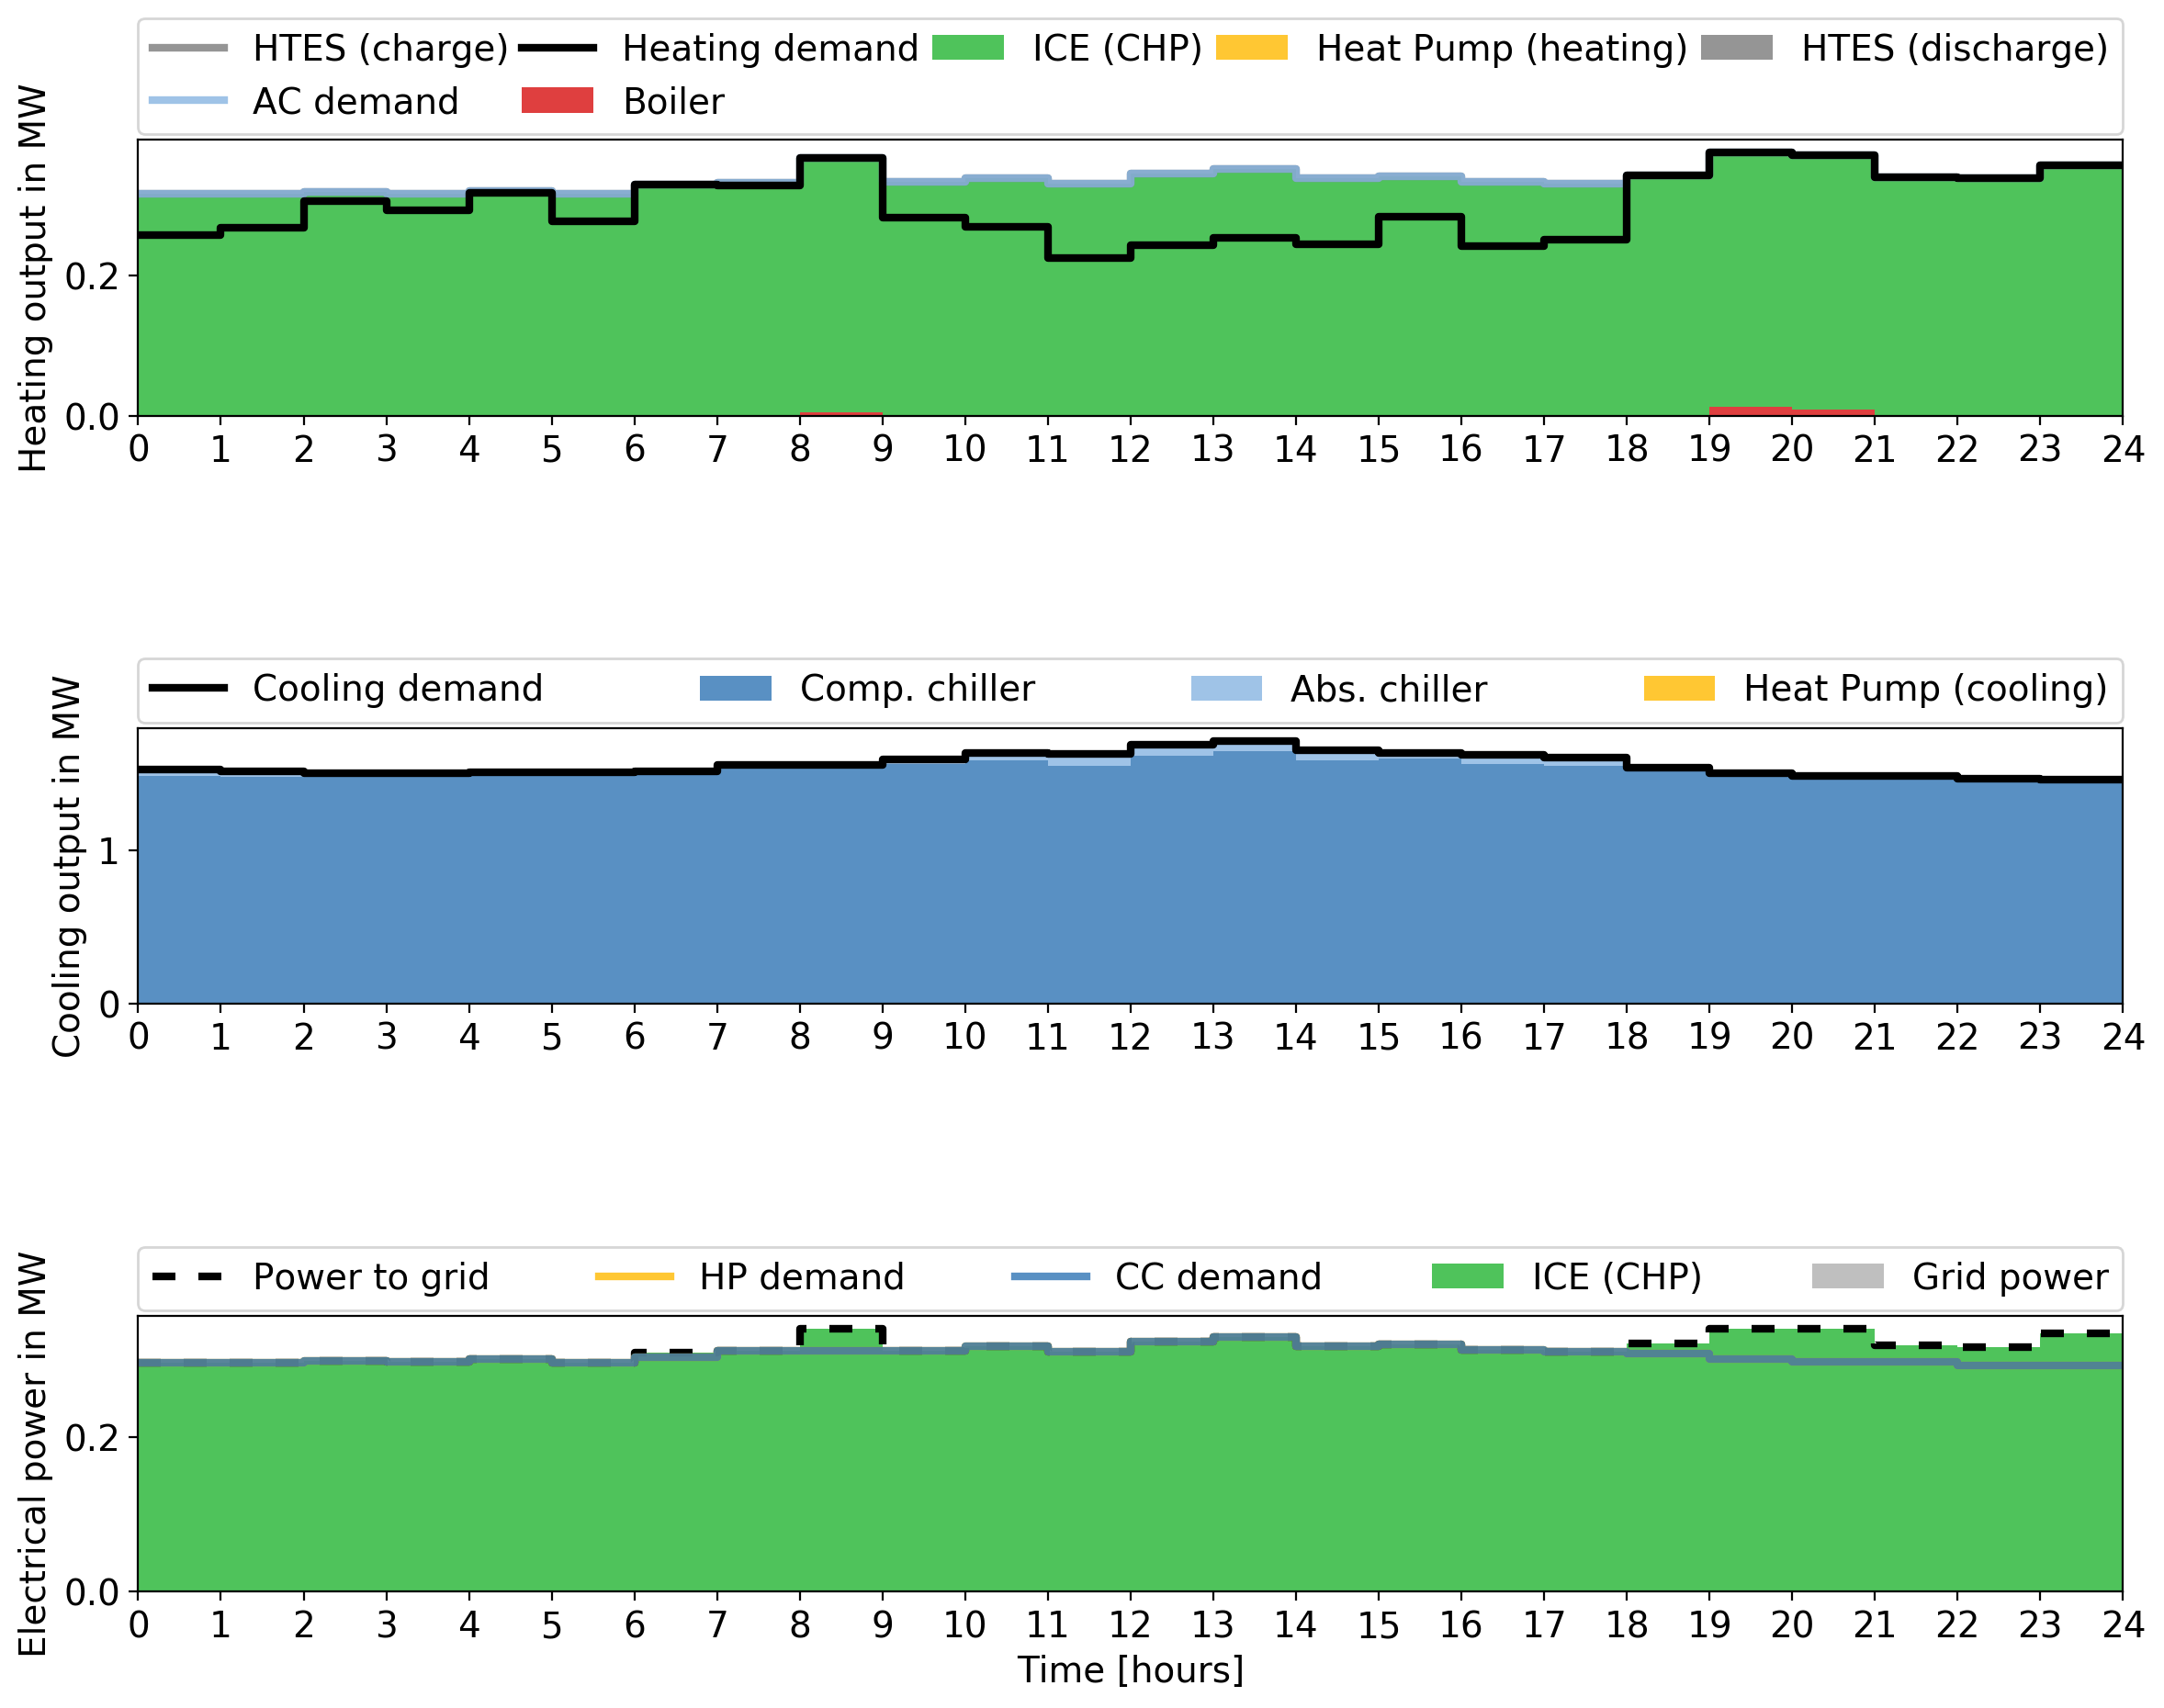 HTES (charge) Heating demand ICE (CHP) Heat Pump (heating) HTES (discharge)
AC demand Boiler
Heating output in MW
0.2
0.0
0 1 2 3 4 5 6 7 8 9 10 11 12 13 14 15 16 17 18 19 20 21 22 23 24
Cooling demand Comp. chiller Abs. chiller Heat Pump (cooling)
Cooling output in MW
1
0
0 1 2 3 4 5 6 7 8 9 10 11 12 13 14 15 16 17 18 19 20 21 22 23 24
Power to grid HP demand CC demand ICE (CHP) Grid power
Electrical power in MW
0.2
0.0
0 1 2 3 4 5 6 7 8 9 10 11 12 13 14 15 16 17 18 19 20 21 22 23 24
Time [hours]